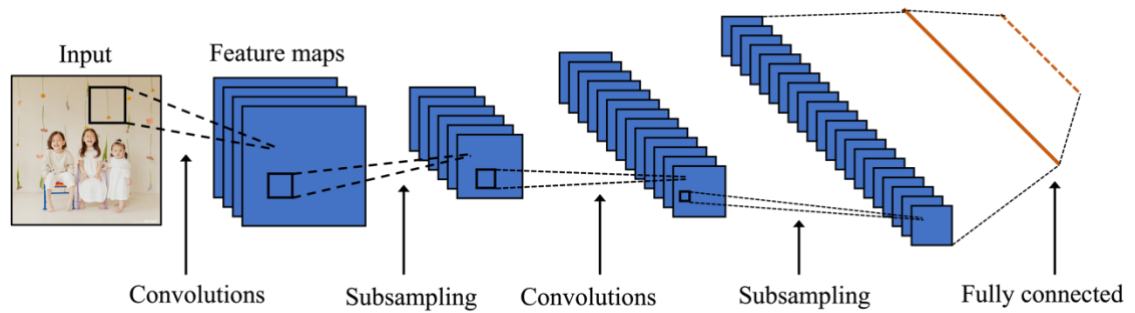 Input
Feature maps
Convolutions
Subsampling
Convolutions
Subsampling
Fully connected